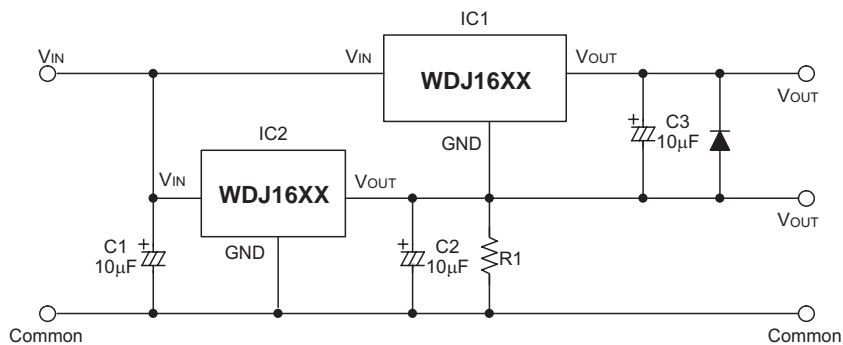 IC1
VIN
VIN
WDJ16XX
VOUT
VOUT
GND
C3
10μF
IC2
VIN
WDJ16XX
VOUT
VOUT
GND
C1
10μF
C2
10μF
R1
Common
Common